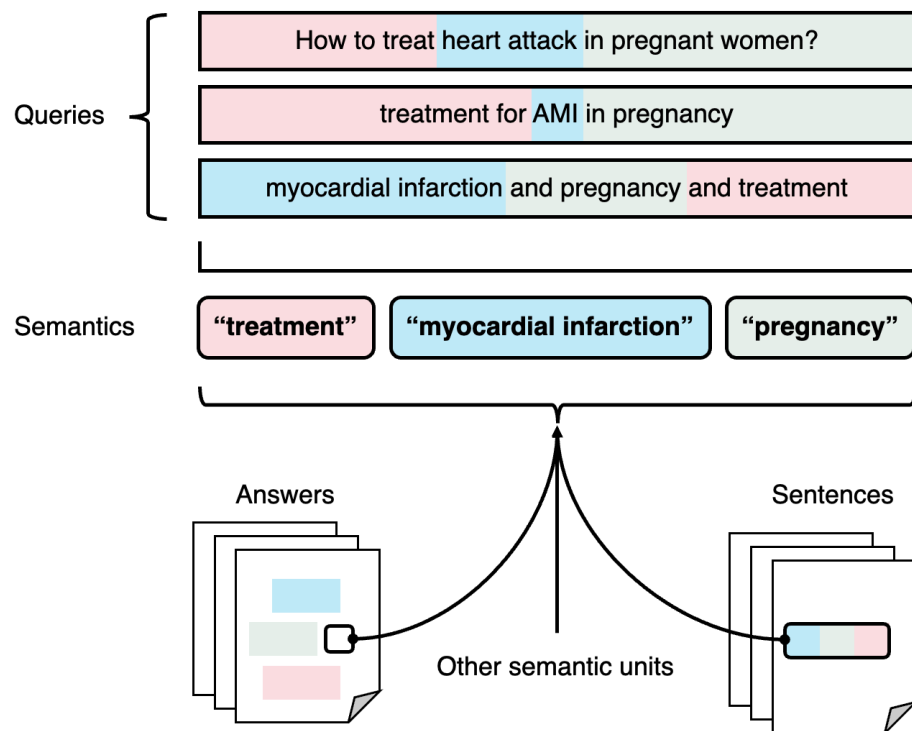 How to treat heart attack in pregnant women?
Queries
treatment for AMI in pregnancy
myocardial infarction and pregnancy and treatment
Semantics
“treatment”
“myocardial infarction”
“pregnancy”
Answers
Sentences
Other semantic units